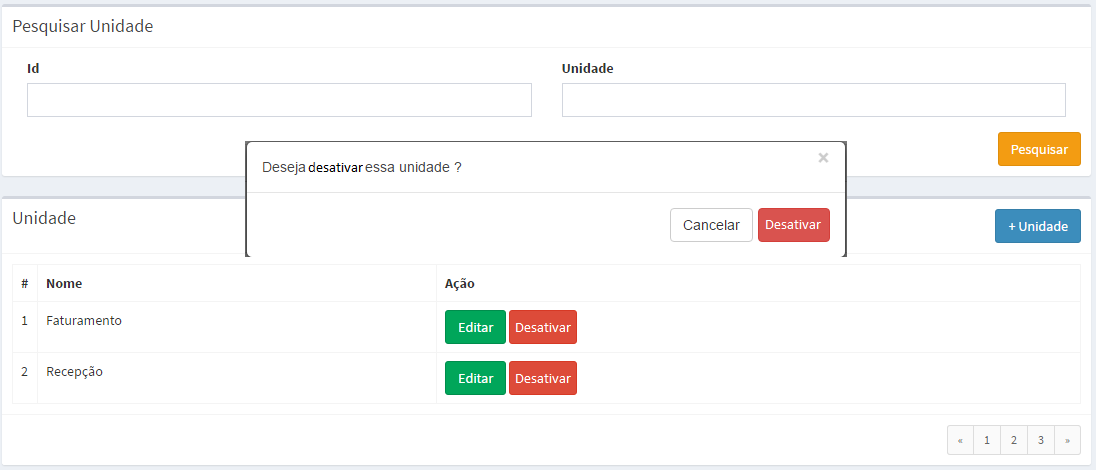 Pesquisar Unidade
Id Unidade
Pesquisar
Deseja desativar essa unidade ? ×
Cancelar Desativar
Unidade + Unidade
# Nome Ação
1 Faturamento Editar Desativar
2 Recepção Editar Desativar
« 1 2 3 »